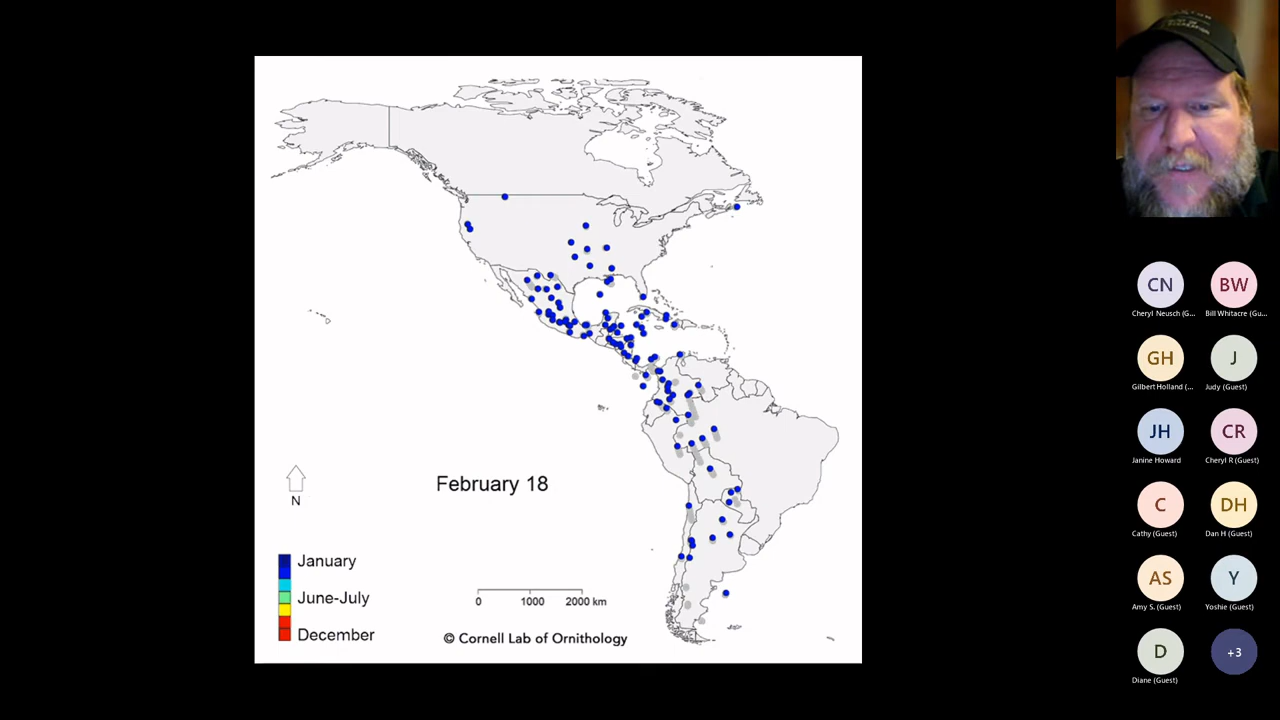 February 18
N
January
June-July
December
0 1000 2000 km
© Cornell Lab of Ornithology
CN BW
Cheryl Neusch (G... Bill Whitacre (Gu...
GH J
Gilbert Holland (... Judy (Guest)
JH CR
Janine Howard Cheryl R (Guest)
C DH
Cathy (Guest) Dan H (Guest)
AS Y
Amy S. (Guest) Yoshie (Guest)
D +3
Diane (Guest)